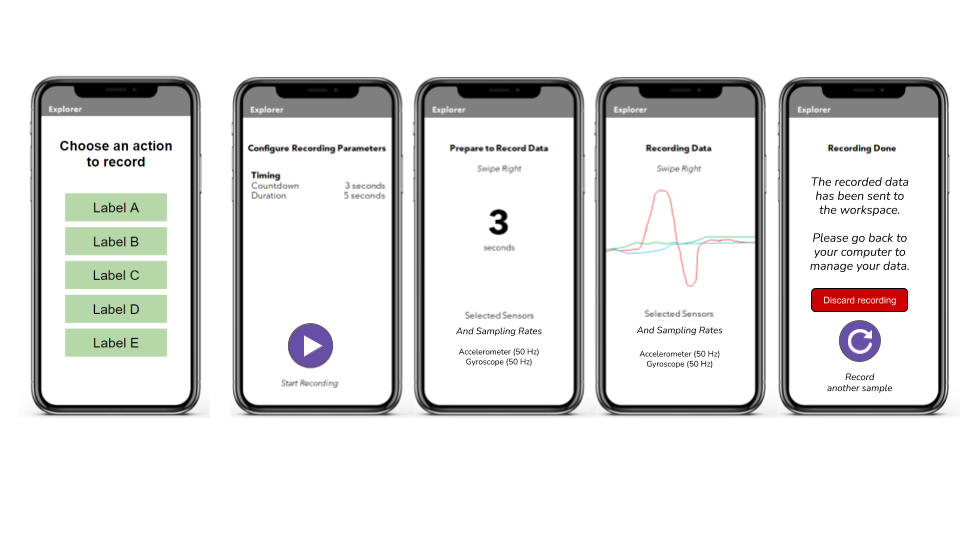 Explorer
Choose an action
to record
Label A
Label B
Label C
Label D
Label E
Explorer
Configure Recording Parameters
Timing
Countdown 3 seconds
Duration 5 seconds
Start Recording
Explorer
Prepare to Record Data
Swipe Right
3
seconds
Selected Sensors
And Sampling Rates
Accelerometer (50 Hz)
Gyroscope (50 Hz)
Explorer
Recording Data
Swipe Right
Selected Sensors
And Sampling Rates
Accelerometer (50 Hz)
Gyroscope (50 Hz)
Explorer
Recording Done
The recorded data
has been sent to
the workspace.
Please go back to
your computer to
manage your data.
Discard recording
Record
another sample